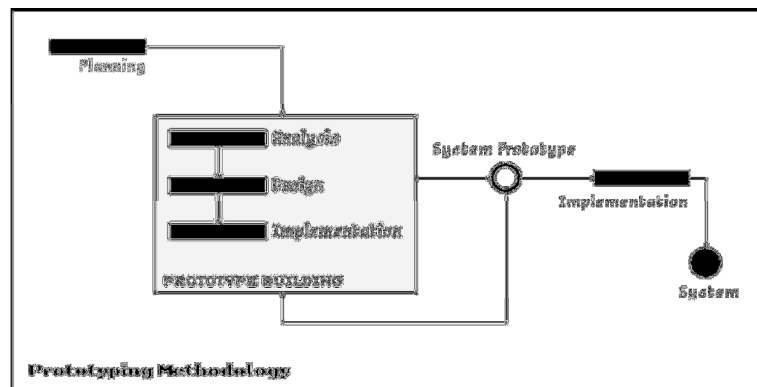 Planning
Analysis
Design
Implementation
PROTOTYPE BUILDING
System Prototype
Implementation
System
Prototyping Methodology